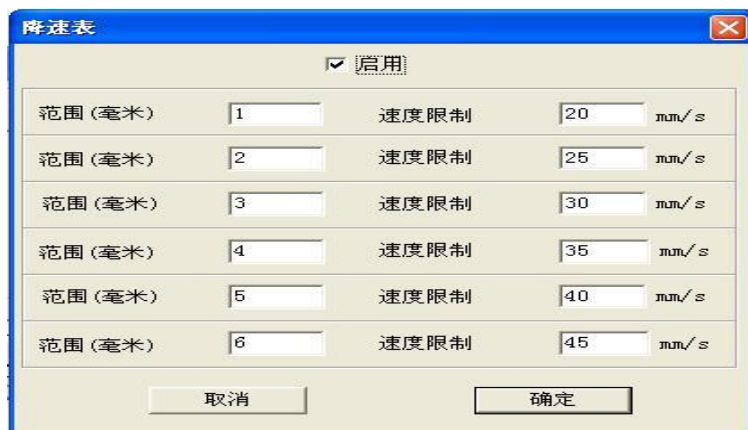 降速表
启用
范围(毫米) 1 速度限制 20 mm/s
范围(毫米) 2 速度限制 25 mm/s
范围(毫米) 3 速度限制 30 mm/s
范围(毫米) 4 速度限制 35 mm/s
范围(毫米) 5 速度限制 40 mm/s
范围(毫米) 6 速度限制 45 mm/s
取消 确定